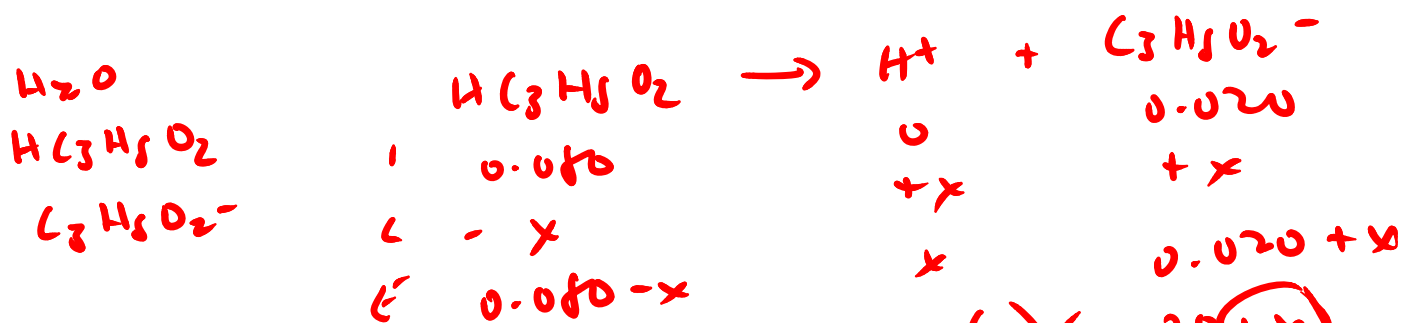 H₂O
HC₃H₅O₂
C₃H₅O₂⁻
HC₃H₅O₂ → H⁺ + C₃H₅O₂⁻
I 0.080 0 0.020
C - x +x + x
E 0.080 - x x 0.020 + x